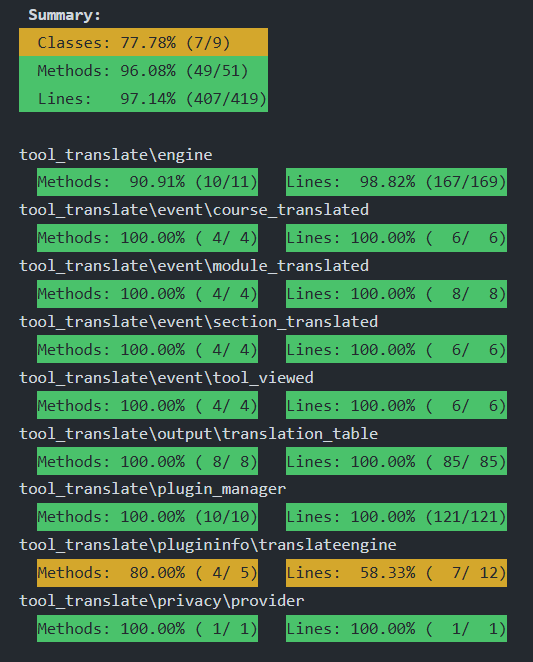 Summary:
Classes: 77.78% (7/9)
Methods: 96.08% (49/51)
Lines:   97.14% (407/419)
tool_translate\engine
Methods:  90.91% (10/11)   Lines:  98.82% (167/169)
tool_translate\event\course_translated
Methods: 100.00% ( 4/ 4)   Lines: 100.00% (  6/  6)
tool_translate\event\module_translated
Methods: 100.00% ( 4/ 4)   Lines: 100.00% (  8/  8)
tool_translate\event\section_translated
Methods: 100.00% ( 4/ 4)   Lines: 100.00% (  6/  6)
tool_translate\event\tool_viewed
Methods: 100.00% ( 4/ 4)   Lines: 100.00% (  6/  6)
tool_translate\output\translation_table
Methods: 100.00% ( 8/ 8)   Lines: 100.00% ( 85/ 85)
tool_translate\plugin_manager
Methods: 100.00% (10/10)   Lines: 100.00% (121/121)
tool_translate\plugininfo\translateengine
Methods:  80.00% ( 4/ 5)   Lines:  58.33% (  7/ 12)
tool_translate\privacy\provider
Methods: 100.00% ( 1/ 1)   Lines: 100.00% (  1/  1)